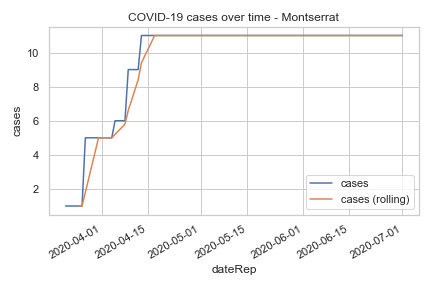 COVID-19 cases over time - Montserrat
cases
10
8
6
4
2
cases
cases (rolling)
2020-04-01
2020-04-15
2020-05-01
2020-05-15
2020-06-01
2020-06-15
2020-07-01
dateRep